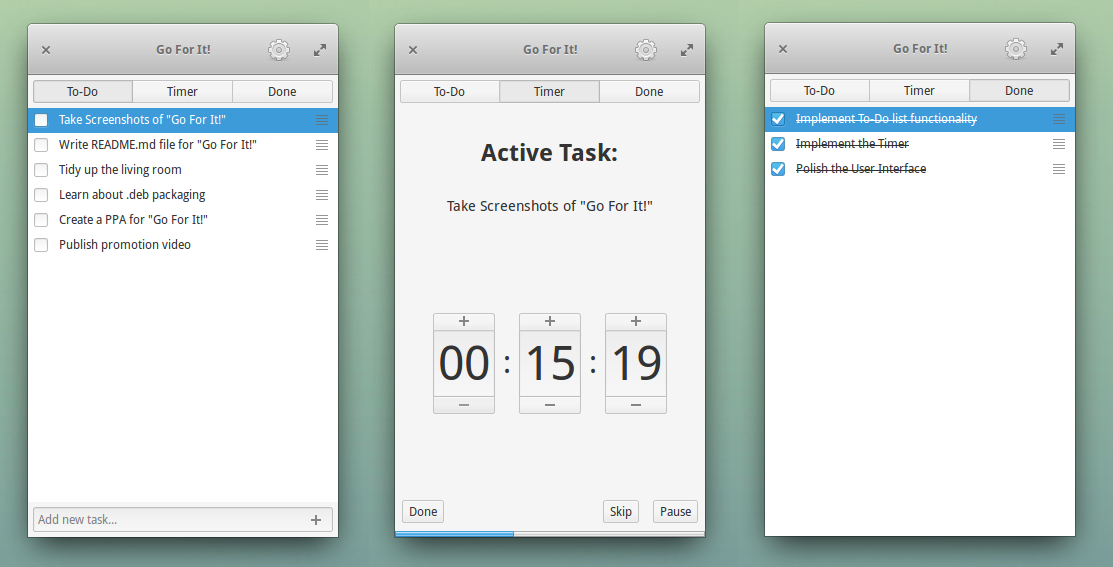 Go For It!
To-Do Timer Done
Take Screenshots of "Go For It!"
Write README.md file for "Go For It!"
Tidy up the living room
Learn about .deb packaging
Create a PPA for "Go For It!"
Publish promotion video
Add new task...
Go For It!
To-Do Timer Done
Active Task:
Take Screenshots of "Go For It!"
00 : 15 : 19
Done Skip Pause
Go For It!
To-Do Timer Done
Implement To-Do list functionality
Implement the Timer
Polish the User Interface